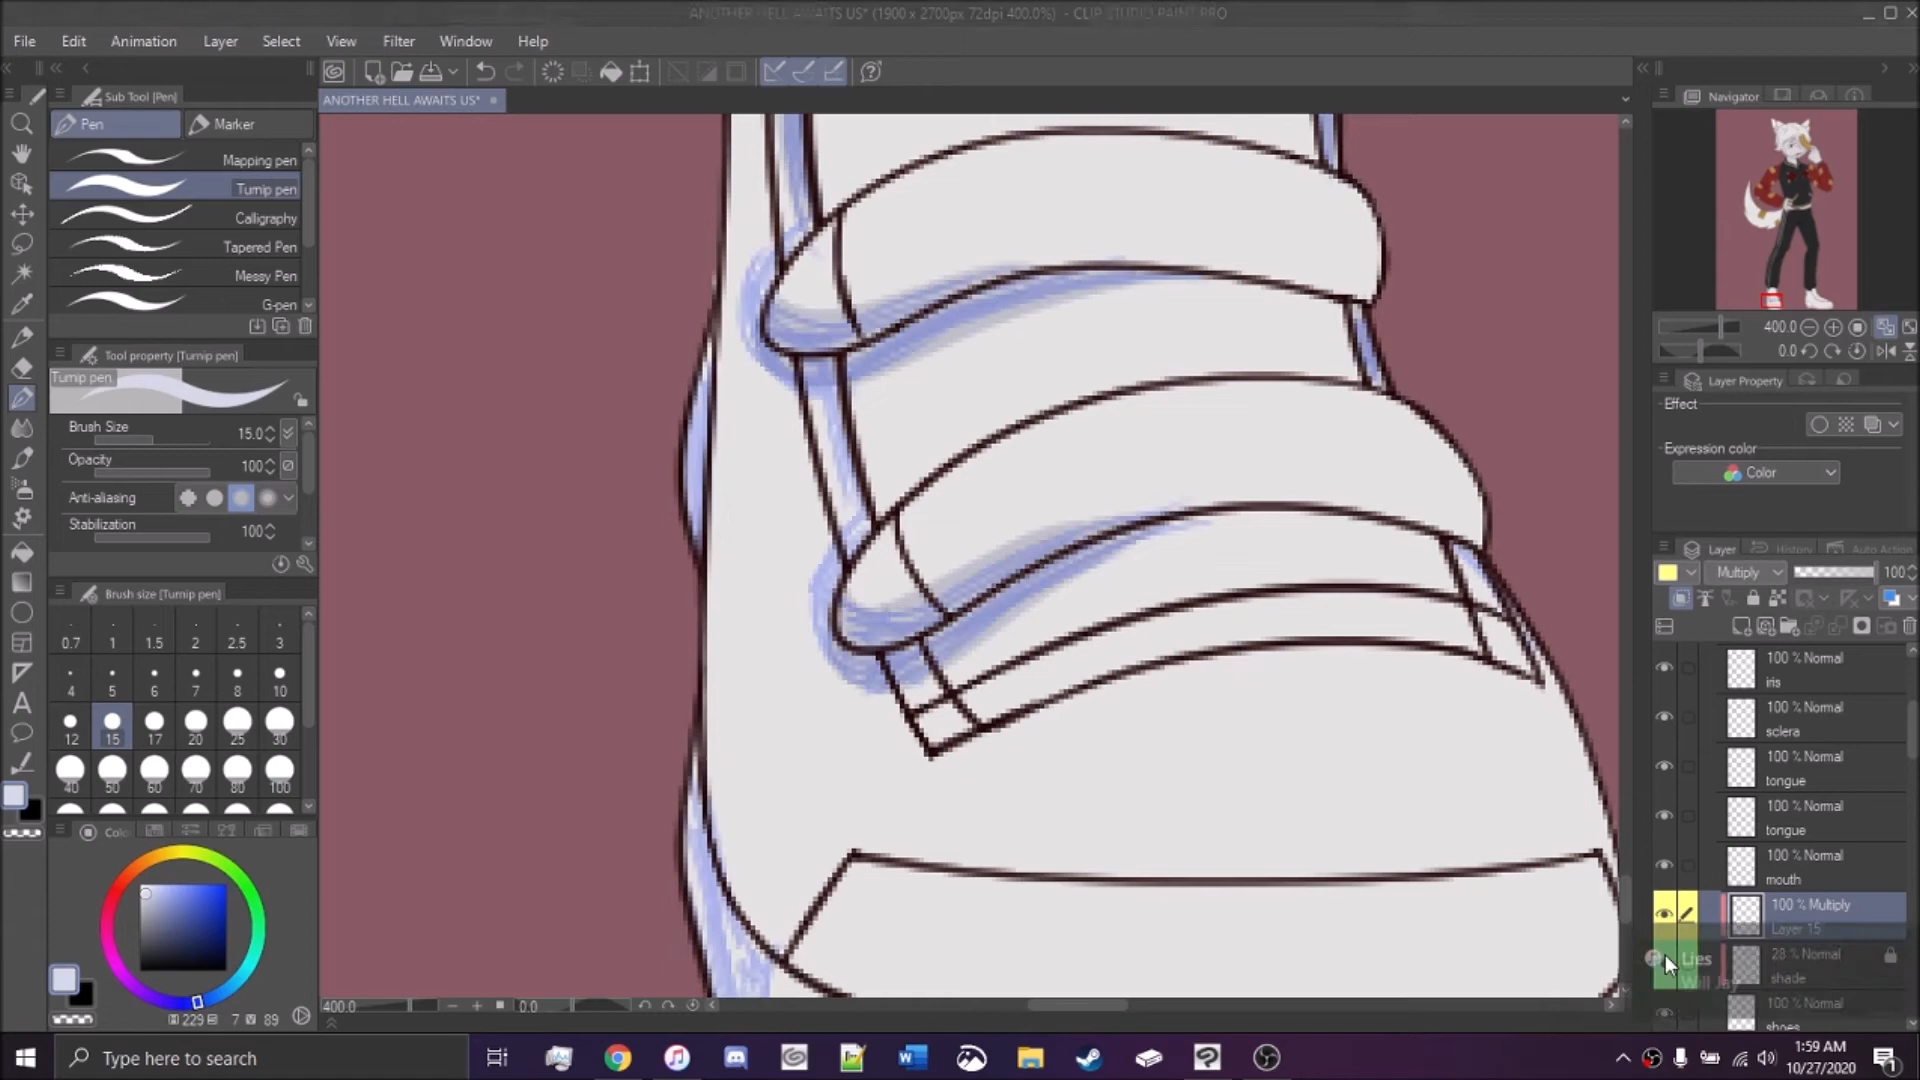 ANOTHER HELL AWAITS US* (1900 x 2700px 72dpi 400.0%) - CLIP STUDIO PAINT PRO
File Edit Animation Layer Select View Filter Window Help
Sub Tool [Pen]
ANOTHER HELL AWAITS US*
Navigator
Pen Marker
Mapping pen
Turnip pen
Calligraphy
Tapered Pen
Messy Pen
G-pen
400.0
0.0
Tool property [Turnip pen]
Turnip pen
Layer Property
Effect
Brush Size 15.0
Expression color
Opacity 100
Color
Anti-aliasing
Stabilization 100
Layer History Auto Action
Multiply 100
Brush size [Turnip pen]
0.7 1 1.5 2 2.5 3
4 5 6 7 8 10
12 15 17 20 25 30
40 50 60 70 80 100
100 % Normal
iris
100 % Normal
sclera
100 % Normal
tongue
100 % Normal
tongue
100 % Normal
mouth
100 % Multiply
Layer 15
28 % Normal
shade
100 % Normal
shoes
Lies
Will Jay
Colo
H 229 S 7 V 89
400.0 0.0
Type here to search
1:59 AM
10/27/2020
1